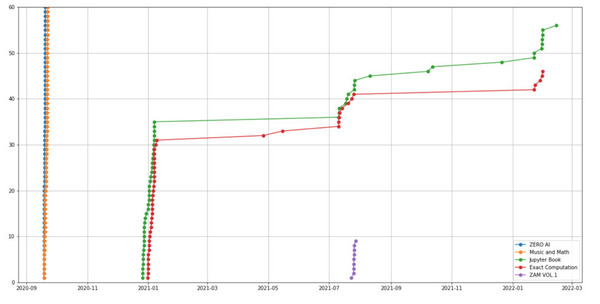 60
50
40
30
20
10
0
2020-09 2020-11 2021-01 2021-03 2021-05 2021-07 2021-09 2021-11 2022-01 2022-03
ZERO AI
Music and Math
Jupyter Book
Exact Computation
ZAM VOL.1